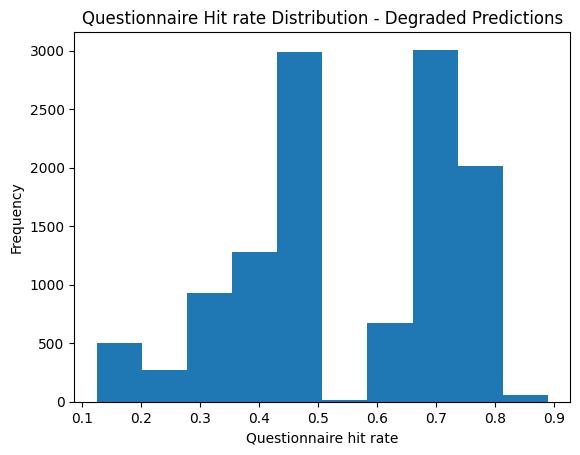 Questionnaire Hit rate Distribution - Degraded Predictions
3000
2500
2000
1500
1000
500
0
Frequency
0.1 0.2 0.3 0.4 0.5 0.6 0.7 0.8 0.9
Questionnaire hit rate